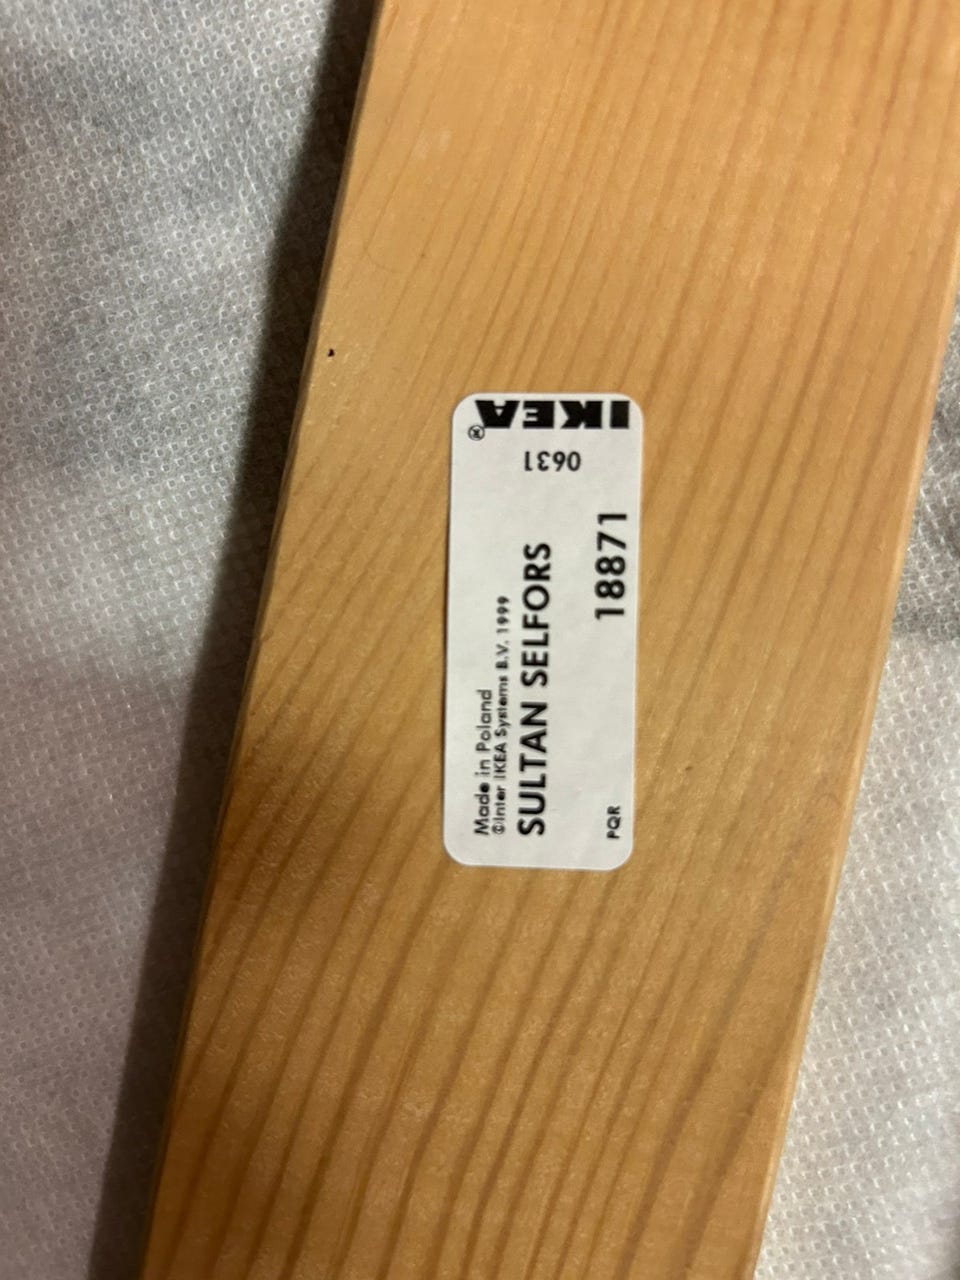 IKEA®
0631
Made in Poland
©Inter IKEA Systems B.V. 1999
SULTAN SELFORS
18871
PQR